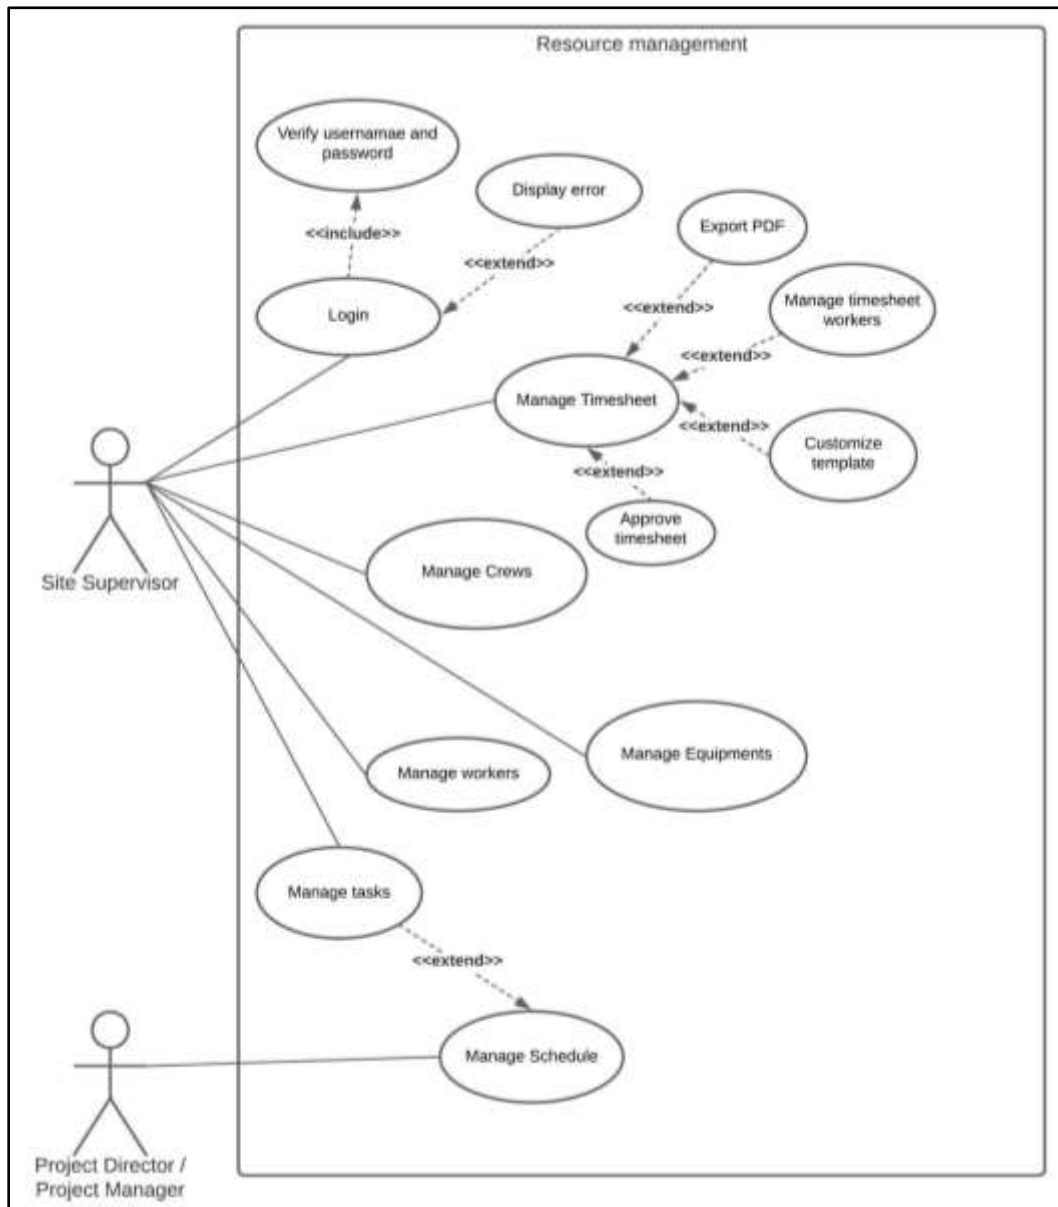 Resource management
Verify usernamae and
password
Display error
Export PDF
<<include>>
<<extend>>
Manage timesheet
workers
<<extend>>
Login
<<extend>>
Manage Timesheet
<<extend>>
Customize
template
<<extend>>
Approve
timesheet
Manage Crews
Site Supervisor
Manage Equipments
Manage workers
Manage tasks
<<extend>>
Manage Schedule
Project Director /
Project Manager